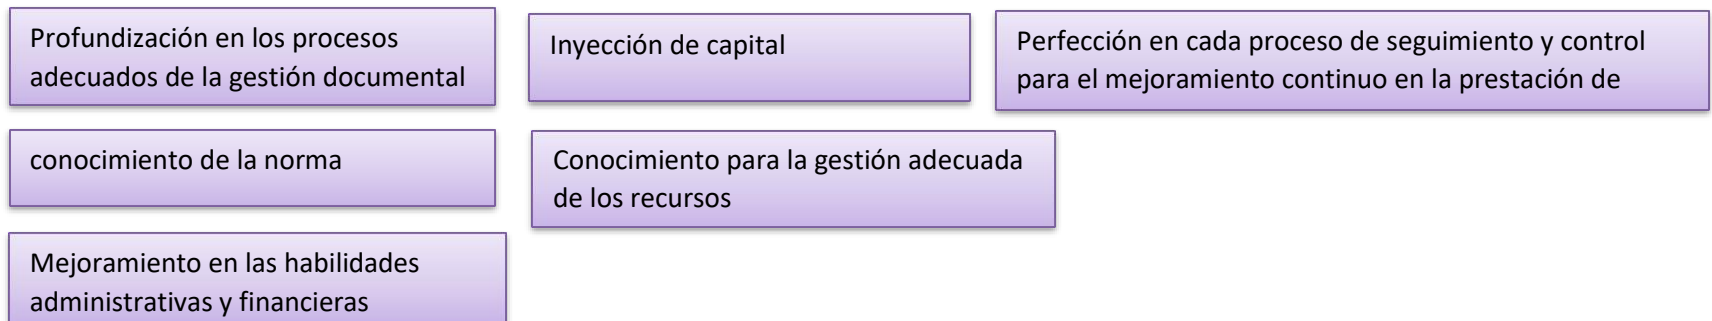 Profundización en los procesos
adecuados de la gestión documental
Inyección de capital
Perfección en cada proceso de seguimiento y control
para el mejoramiento continuo en la prestación de
conocimiento de la norma
Conocimiento para la gestión adecuada
de los recursos
Mejoramiento en las habilidades
administrativas y financieras